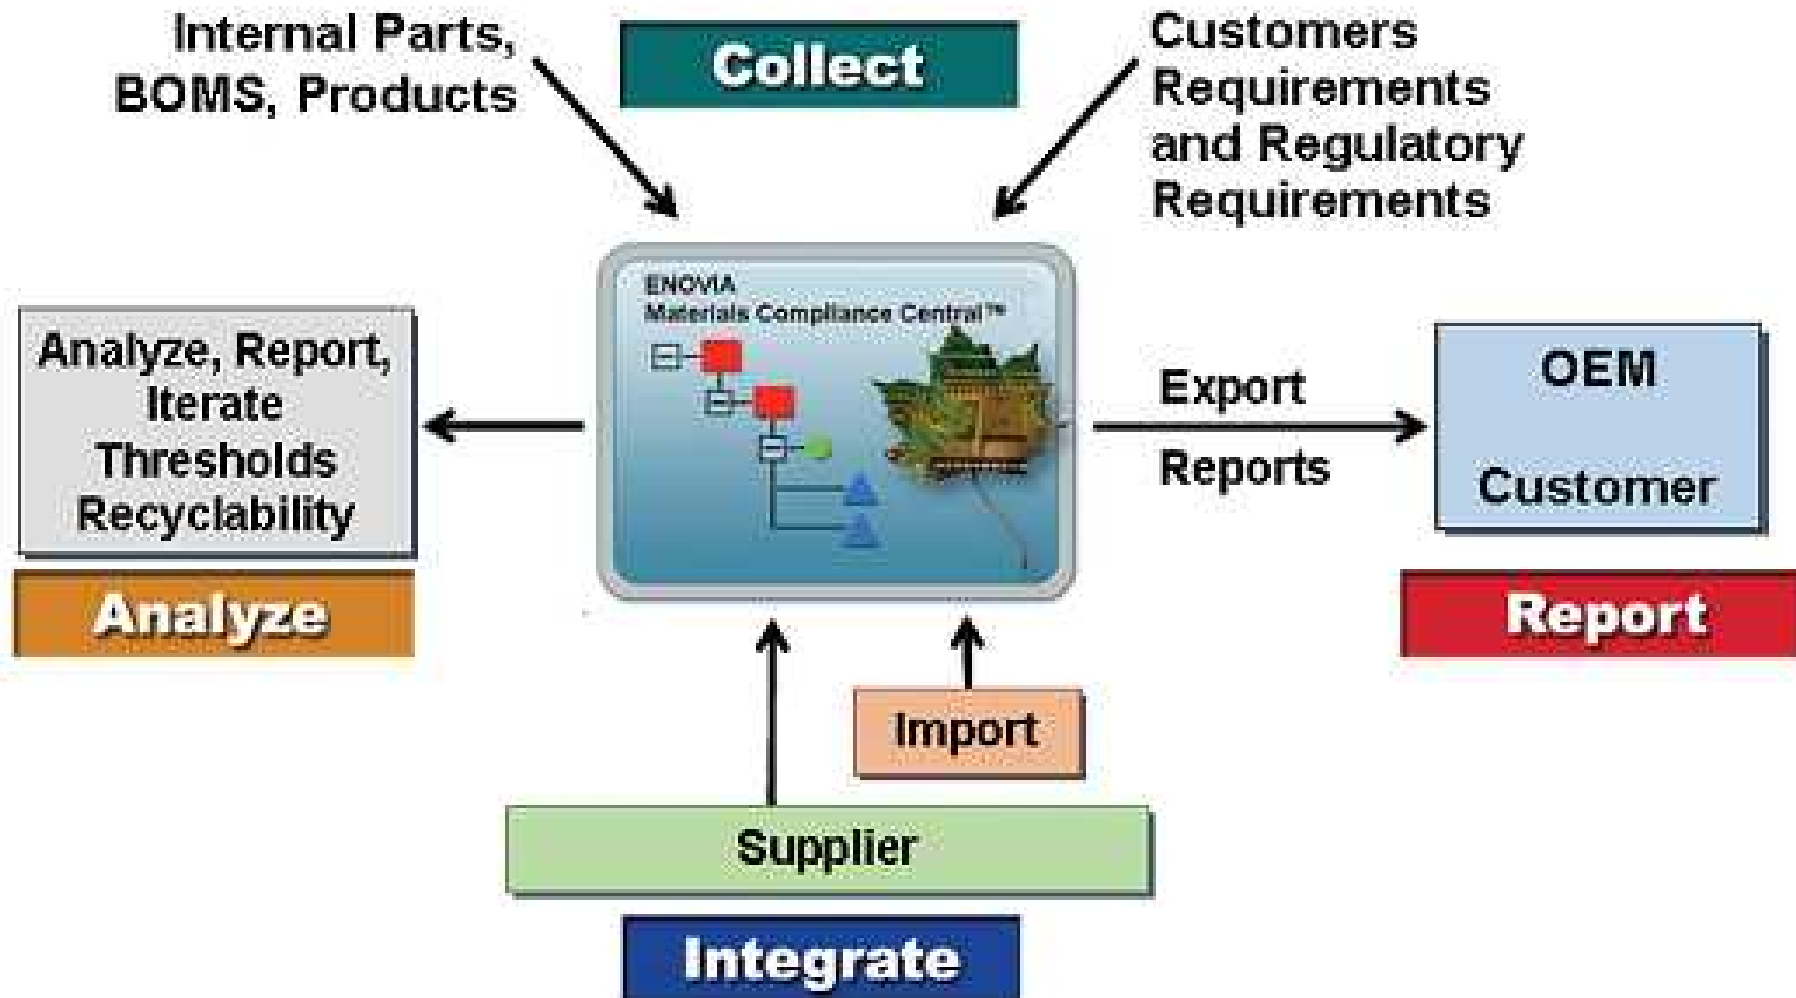 Internal Parts,
BOMS, Products
Collect
Customers
Requirements
and Regulatory
Requirements
ENOVIA
Materials Compliance Central™
Analyze, Report,
Iterate
Thresholds
Recyclability
Analyze
Export
Reports
OEM
Customer
Report
Import
Supplier
Integrate